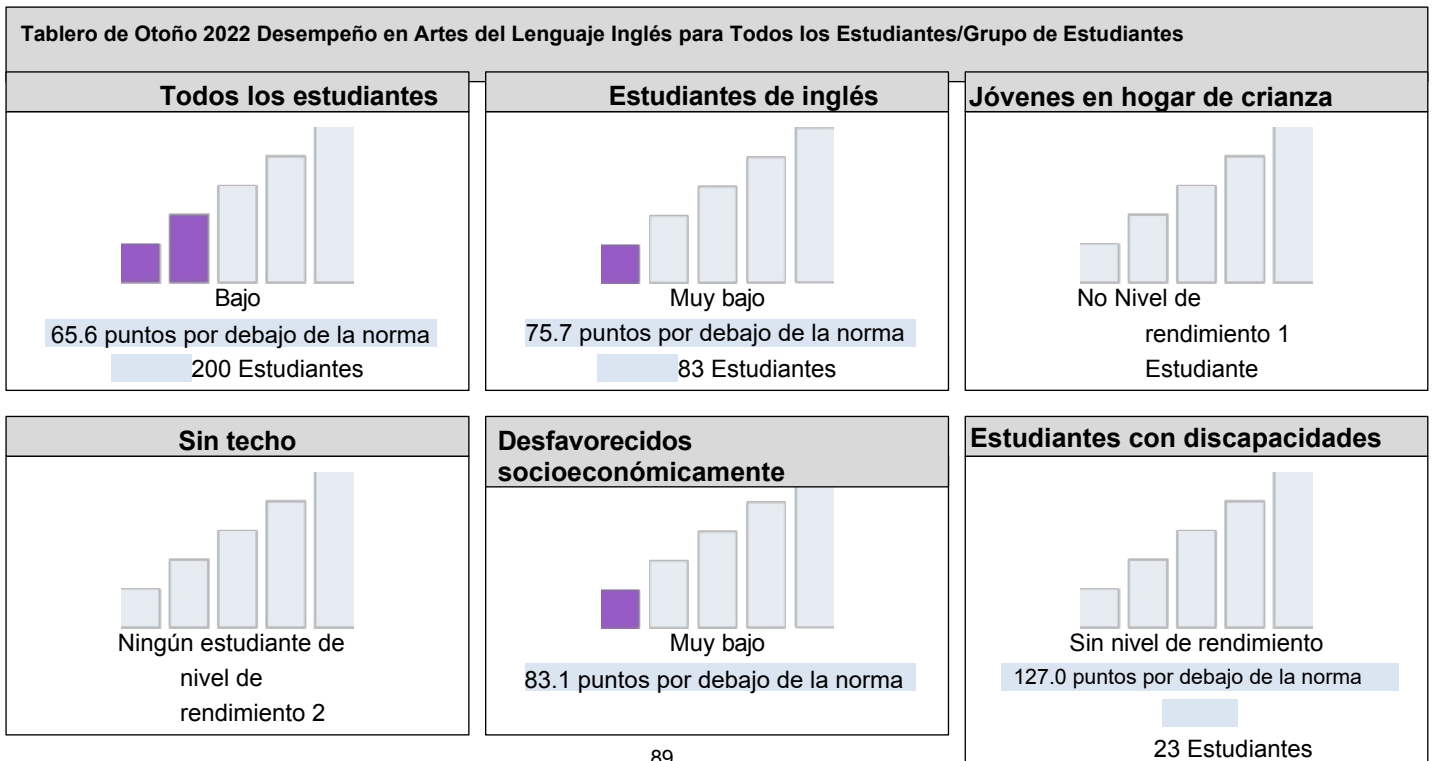 Tablero de Otoño 2022 Desempeño en Artes del Lenguaje Inglés para Todos los Estudiantes/Grupo de Estudiantes
Todos los estudiantes
Bajo
65.6 puntos por debajo de la norma
200 Estudiantes
Estudiantes de inglés
Muy bajo
75.7 puntos por debajo de la norma
83 Estudiantes
Jóvenes en hogar de crianza
No Nivel de
rendimiento 1
Estudiante
Sin techo
Ningún estudiante de
nivel de
rendimiento 2
Desfavorecidos
socioeconómicamente
Muy bajo
83.1 puntos por debajo de la norma
Estudiantes con discapacidades
Sin nivel de rendimiento
127.0 puntos por debajo de la norma
23 Estudiantes
89